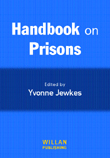 Handbook on
Prisons
Edited by
Yvonne Jewkes
WILLAN
PUBLISHING